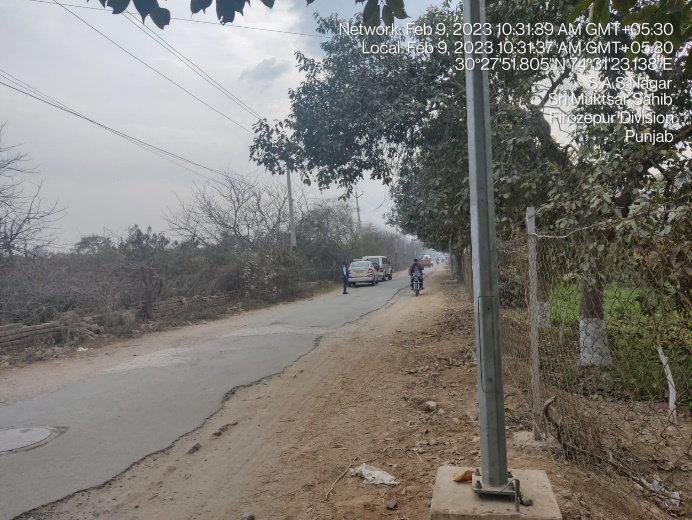 Network: Feb 9, 2023 10:31:39 AM GMT+05:30
Local: Feb 9, 2023 10:31:37 AM GMT+05:30
30°27'51.805"N 74°31'23.138"E
S.A.S Nagar
Sri Muktsar Sahib
Firozepur Division
Punjab